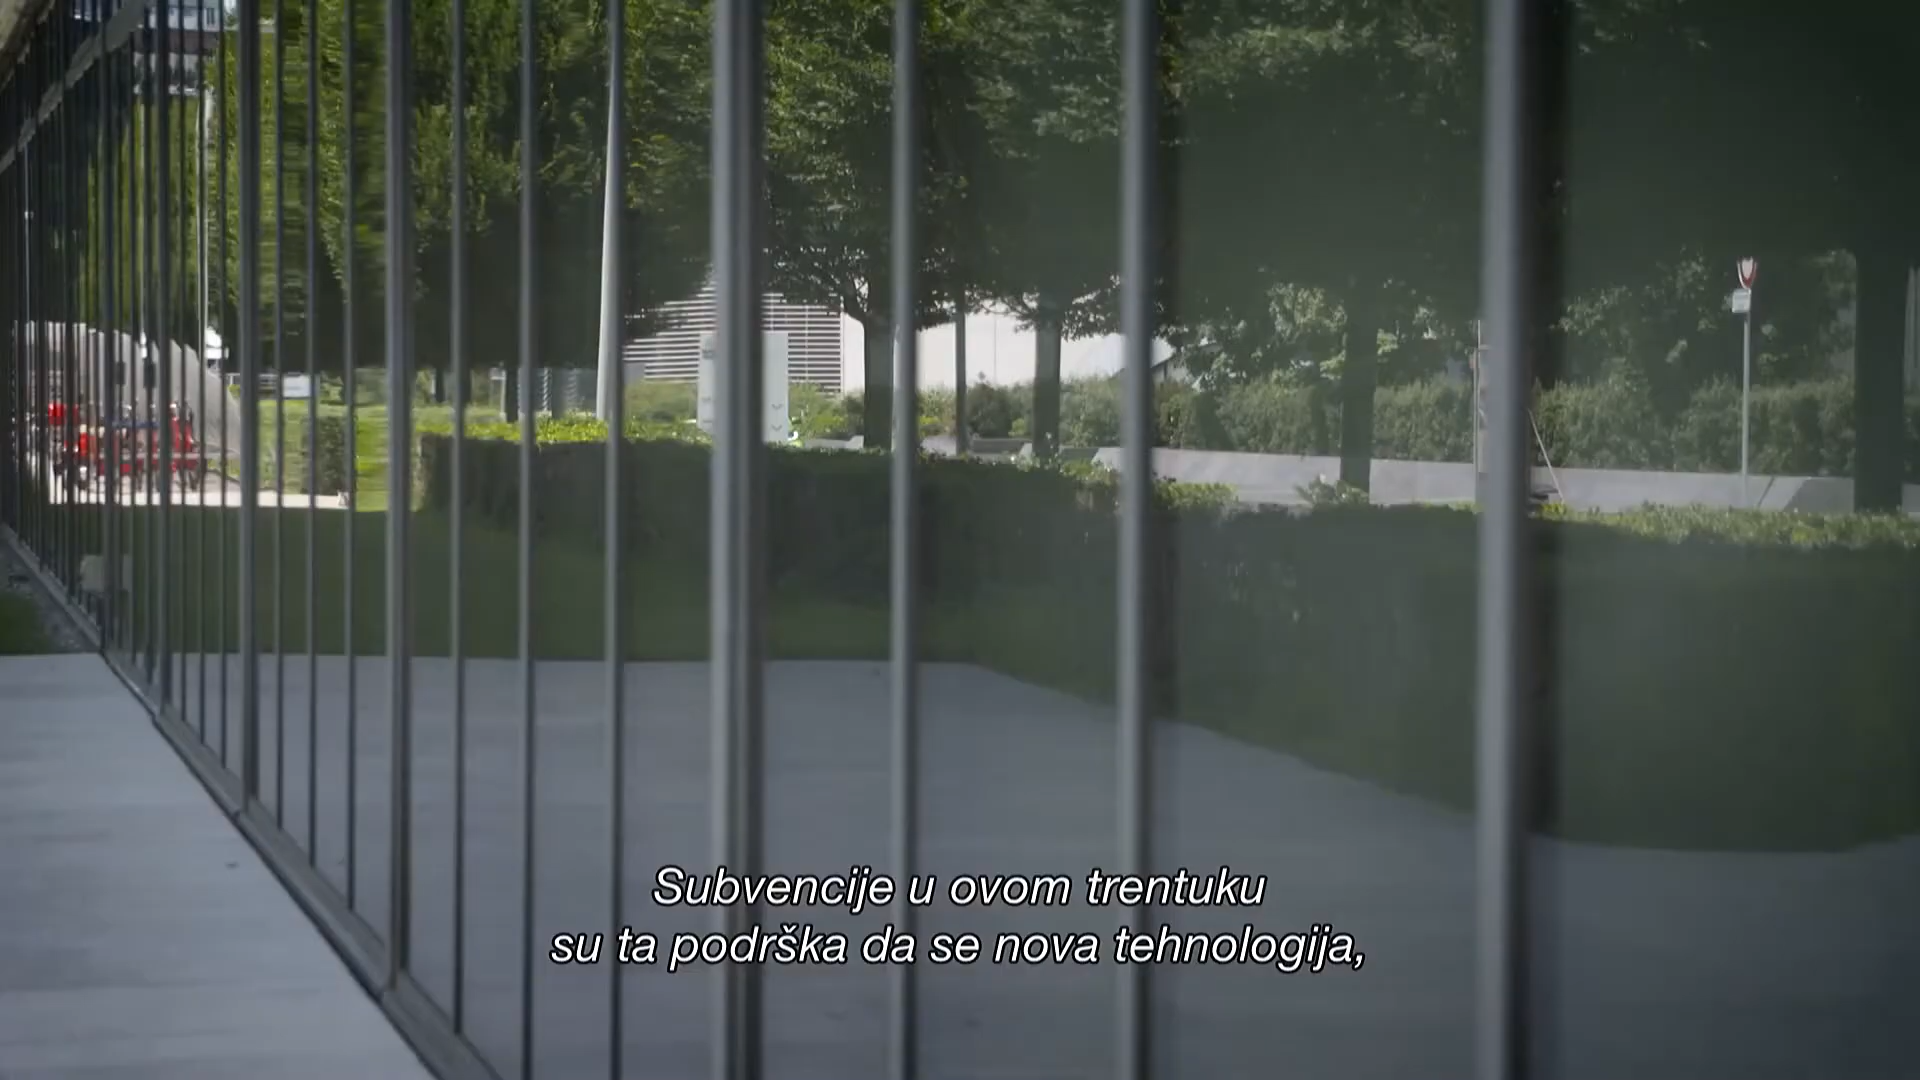 Subvencije u ovom trentuku
su ta podrška da se nova tehnologija,